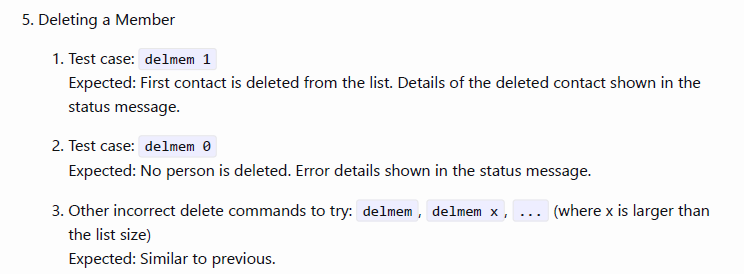 5. Deleting a Member
1. Test case: delmem 1
Expected: First contact is deleted from the list. Details of the deleted contact shown in the
status message.
2. Test case: delmem 0
Expected: No person is deleted. Error details shown in the status message.
3. Other incorrect delete commands to try: delmem, delmem x, ... (where x is larger than
the list size)
Expected: Similar to previous.